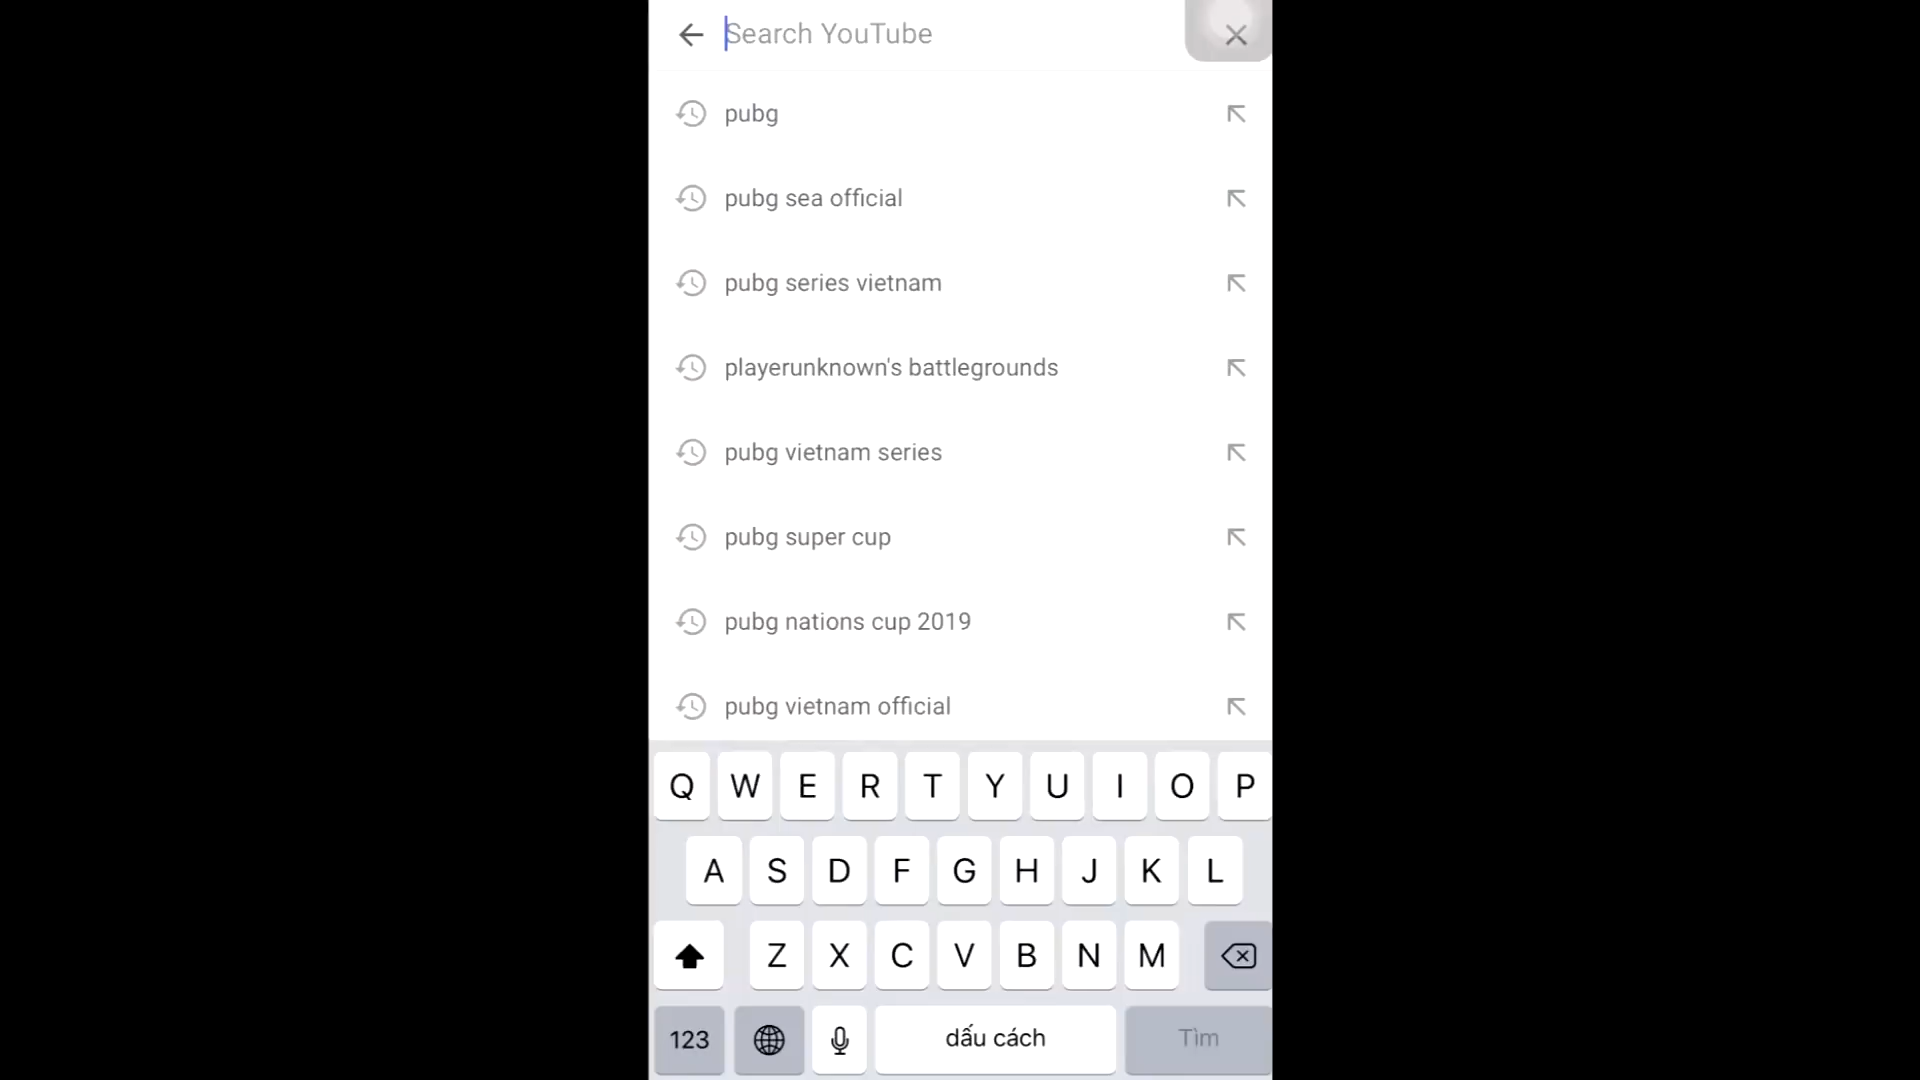 Search YouTube
pubg
pubg sea official
pubg series vietnam
playerunknown's battlegrounds
pubg vietnam series
pubg super cup
pubg nations cup 2019
pubg vietnam official
Q W E R T Y U I O P
A S D F G H J K L
Z X C V B N M
123 dấu cách Tìm